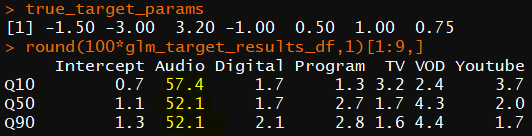 > true_target_params
[1] -1.50 -3.00 3.20 -1.00 0.50 1.00 0.75
> round(100*glm_target_results_df,1)[1:9,]
Intercept Audio Digital Program TV VOD Youtube
Q10 0.7 57.4 1.7 1.3 3.2 2.4 3.7
Q50 1.1 52.1 1.7 2.7 1.7 4.3 2.0
Q90 1.3 52.1 2.1 2.8 1.6 4.4 1.7